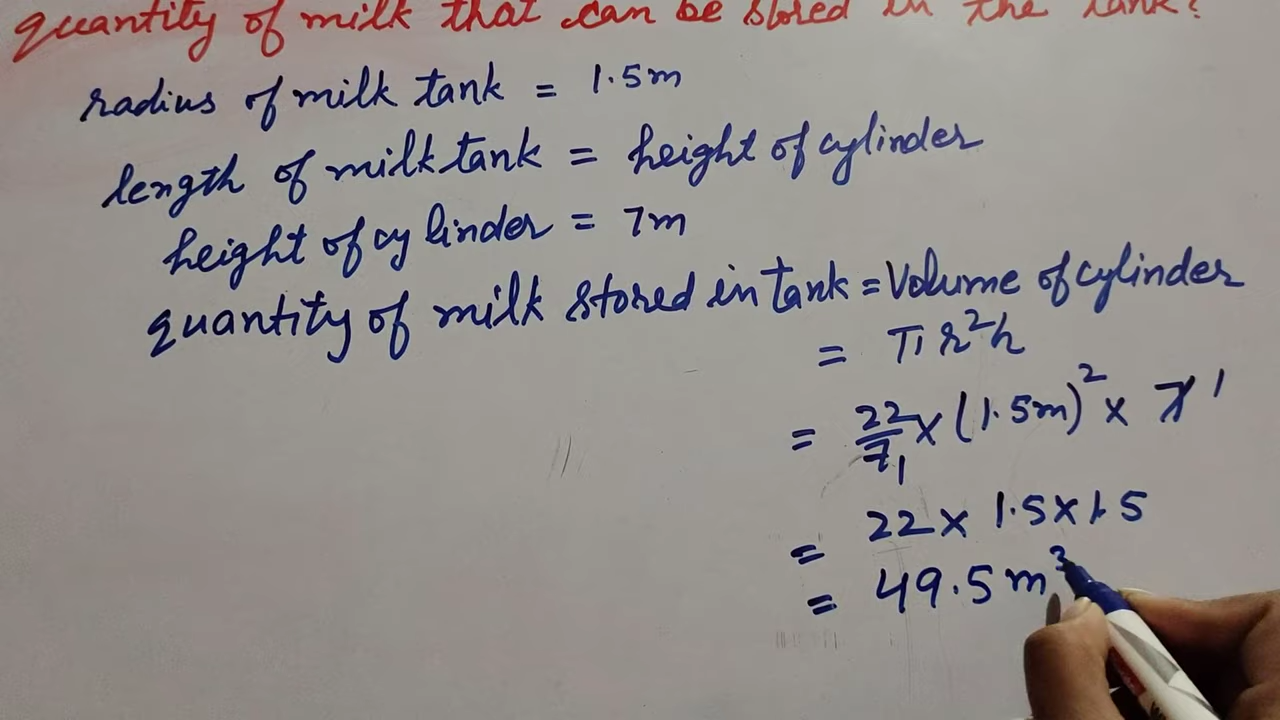 quantity of milk that can be stored in the tank?
radius of milk tank = 1.5m
length of milk tank = height of cylinder
height of cylinder = 7m
quantity of milk stored in tank = Volume of cylinder
= πr²h
= 22/7 1 × (1.5m)² × 7 1
= 22 × 1.5 × 1.5
= 49.5 m³